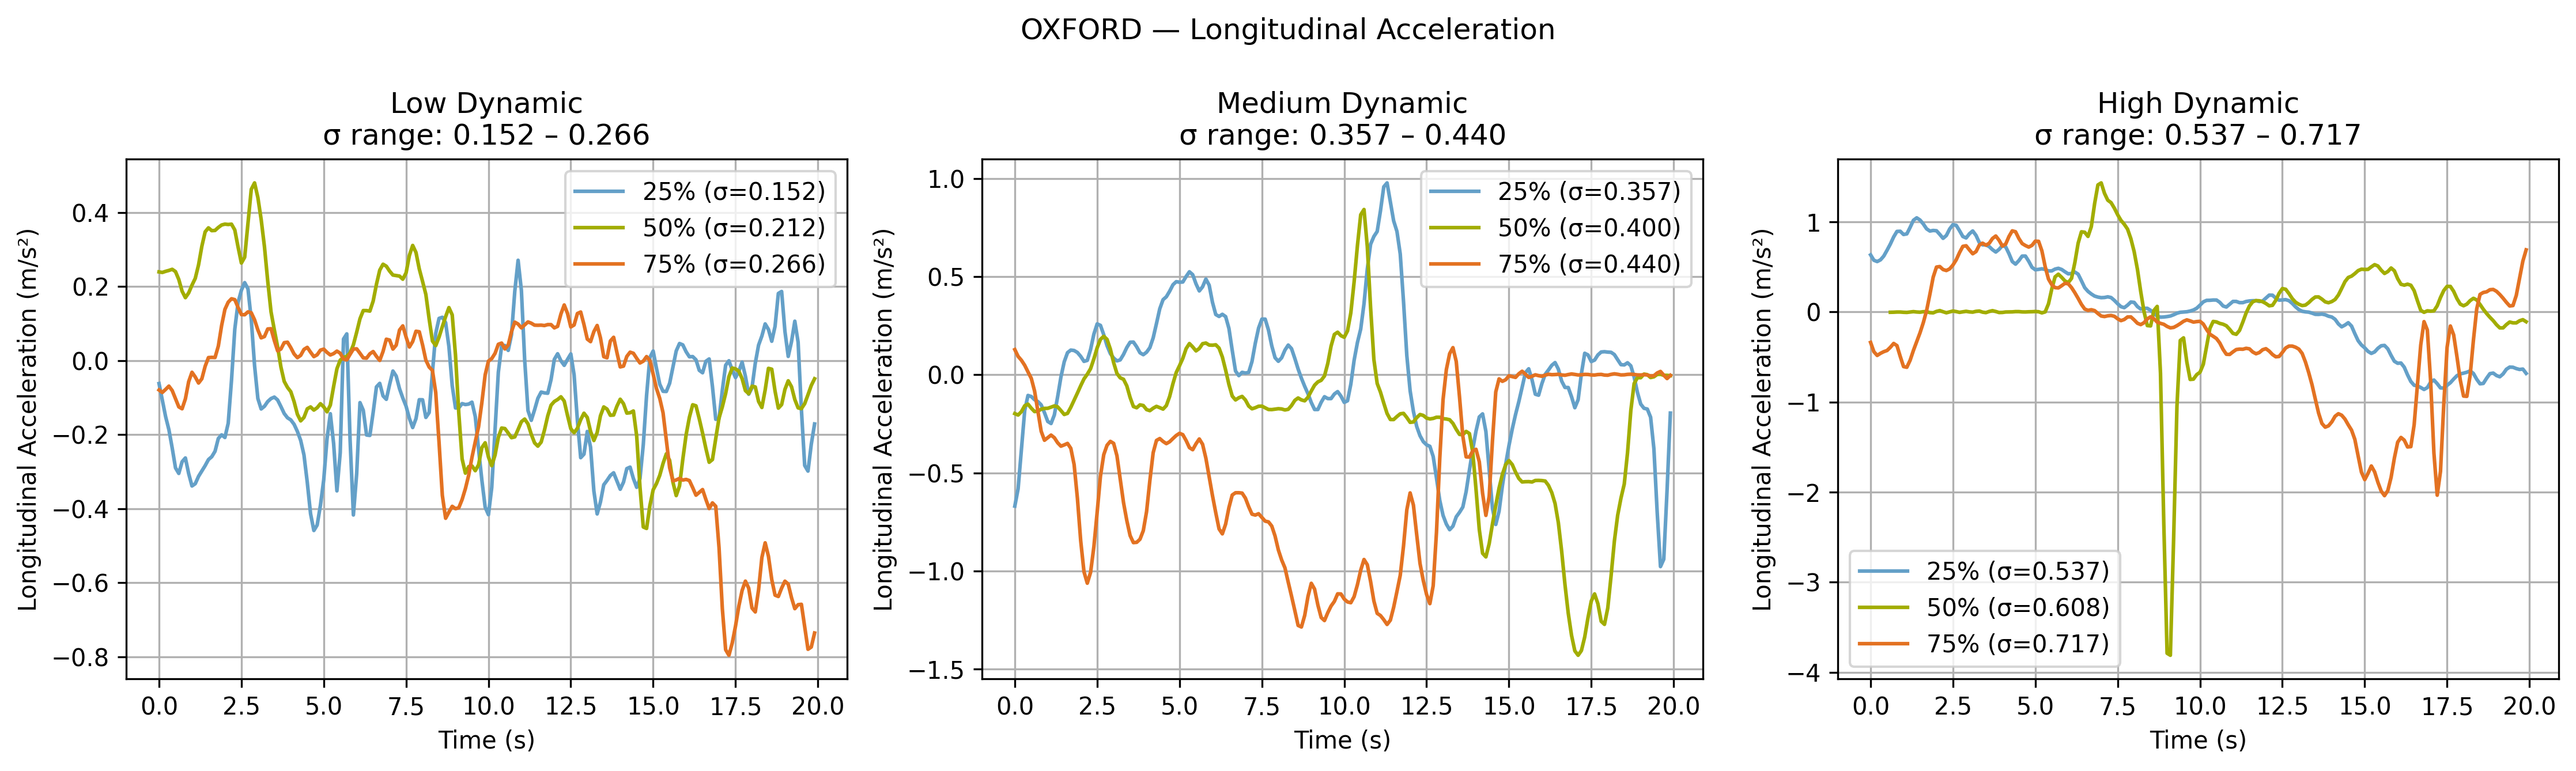 OXFORD — Longitudinal Acceleration
Low Dynamic
σ range: 0.152 – 0.266
Longitudinal Acceleration (m/s²)
0.4
0.2
0.0
−0.2
−0.4
−0.6
−0.8
25% (σ=0.152)
50% (σ=0.212)
75% (σ=0.266)
0.0 2.5 5.0 7.5 10.0 12.5 15.0 17.5 20.0
Time (s)
Medium Dynamic
σ range: 0.357 – 0.440
Longitudinal Acceleration (m/s²)
1.0
0.5
0.0
−0.5
−1.0
−1.5
25% (σ=0.357)
50% (σ=0.400)
75% (σ=0.440)
0.0 2.5 5.0 7.5 10.0 12.5 15.0 17.5 20.0
Time (s)
High Dynamic
σ range: 0.537 – 0.717
Longitudinal Acceleration (m/s²)
1
0
−1
−2
−3
−4
25% (σ=0.537)
50% (σ=0.608)
75% (σ=0.717)
0.0 2.5 5.0 7.5 10.0 12.5 15.0 17.5 20.0
Time (s)